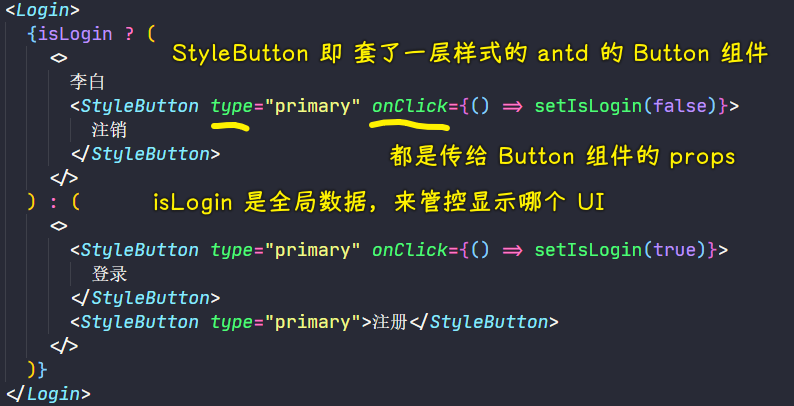 <Login>
{isLogin ? (
StyleButton 即 套了一层样式的 antd 的 Button 组件
<>
李白
<StyleButton type="primary" onClick={() => setIsLogin(false)}>
注销
</StyleButton>
都是传给 Button 组件的 props
</>
) : (
isLogin 是全局数据，来管控显示哪个 UI
<>
<StyleButton type="primary" onClick={() => setIsLogin(true)}>
登录
</StyleButton>
<StyleButton type="primary">注册</StyleButton>
</>
)}
</Login>